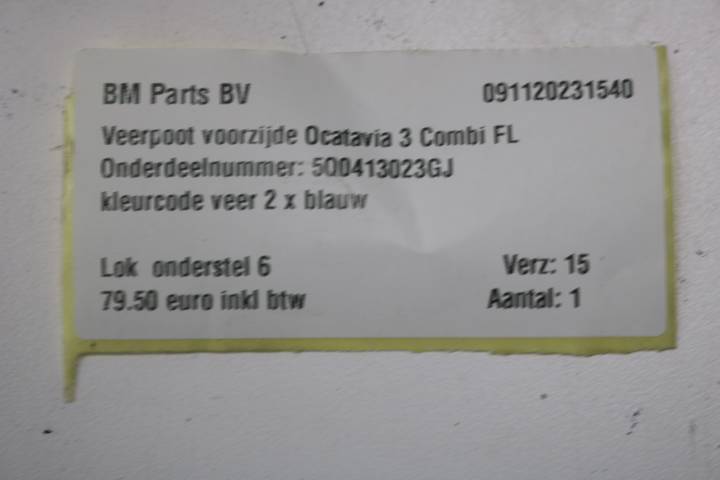 BM Parts BV 091120231540
Veerpoot voorzijde Ocatavia 3 Combi FL
Onderdeelnummer: 5Q0413023GJ
kleurcode veer 2 x blauw
Lok onderstel 6 Verz: 15
79.50 euro inkl btw Aantal: 1